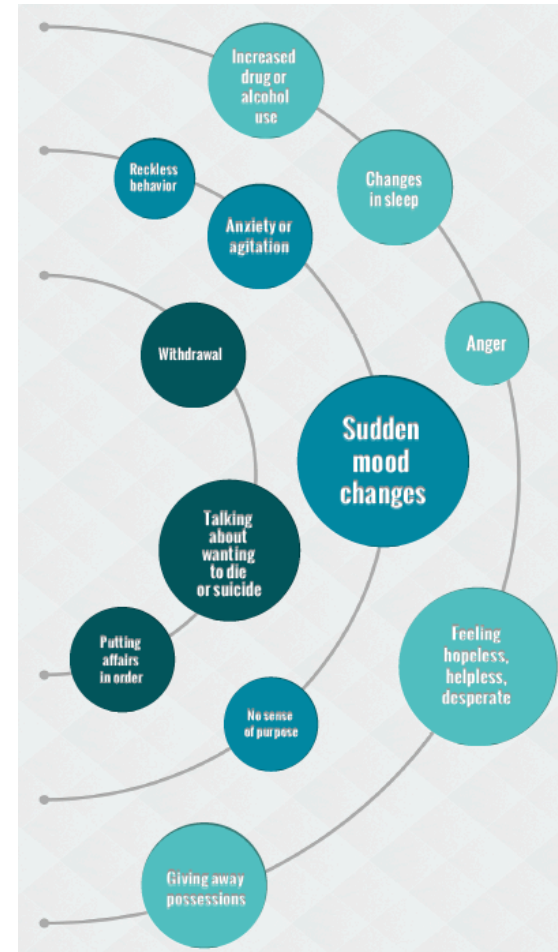 Increased
drug or
alcohol
use
Reckless
behavior
Changes
in sleep
Anxiety or
agitation
Withdrawal
Anger
Sudden
mood
changes
Talking
about
wanting
to die
or suicide
Putting
affairs
in order
Feeling
hopeless,
helpless,
desperate
No sense
of purpose
Giving away
possessions